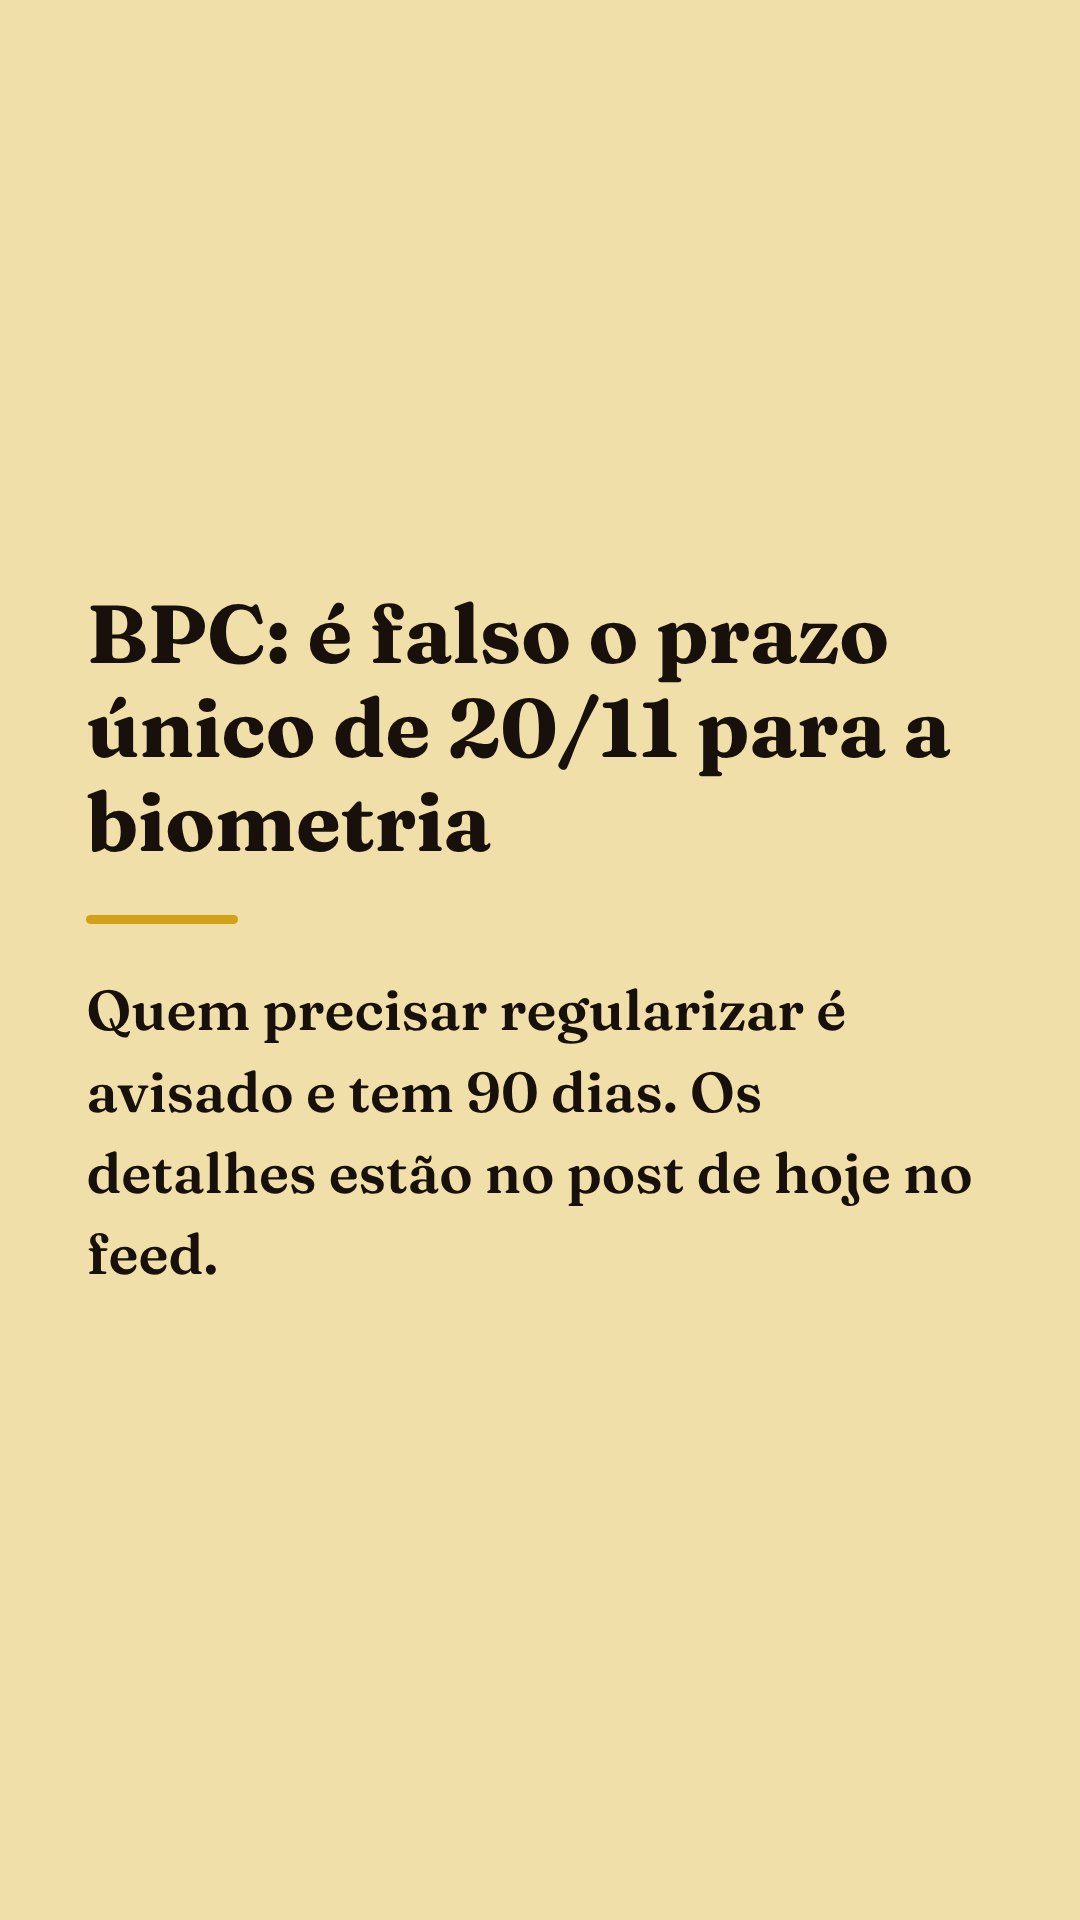 BPC: é falso o prazo
único de 20/11 para a
biometria
Quem precisar regularizar é
avisado e tem 90 dias. Os
detalhes estão no post de hoje no
feed.